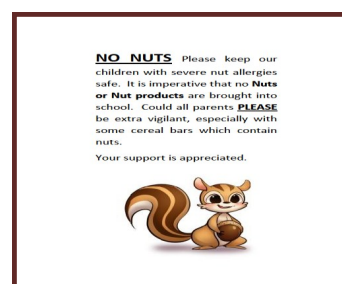 NO NUTS Please keep our
children with severe nut allergies
safe. It is imperative that no Nuts
or Nut products are brought into
school. Could all parents PLEASE
be extra vigilant, especially with
some cereal bars which contain
nuts.
Your support is appreciated.